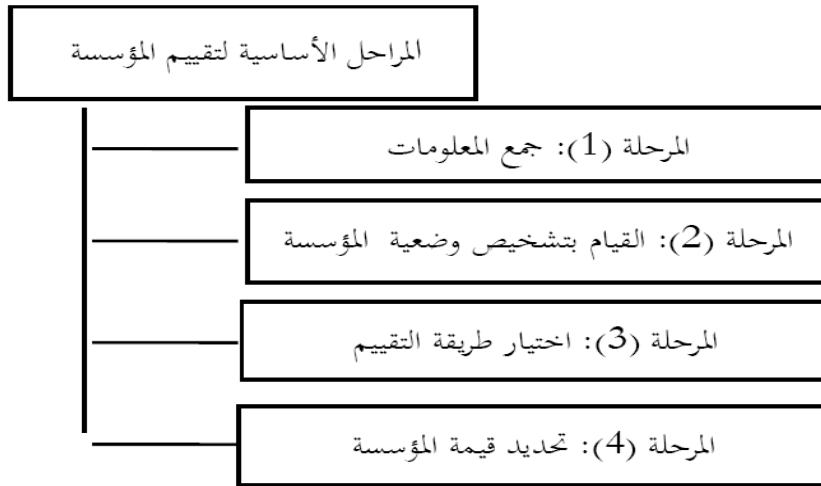 المراحل الأساسية لتقييم المؤسسة
المرحلة (1): جمع المعلومات
المرحلة (2): القيام بتشخيص وضعية المؤسسة
المرحلة (3): اختيار طريقة التقييم
المرحلة (4): تحديد قيمة المؤسسة